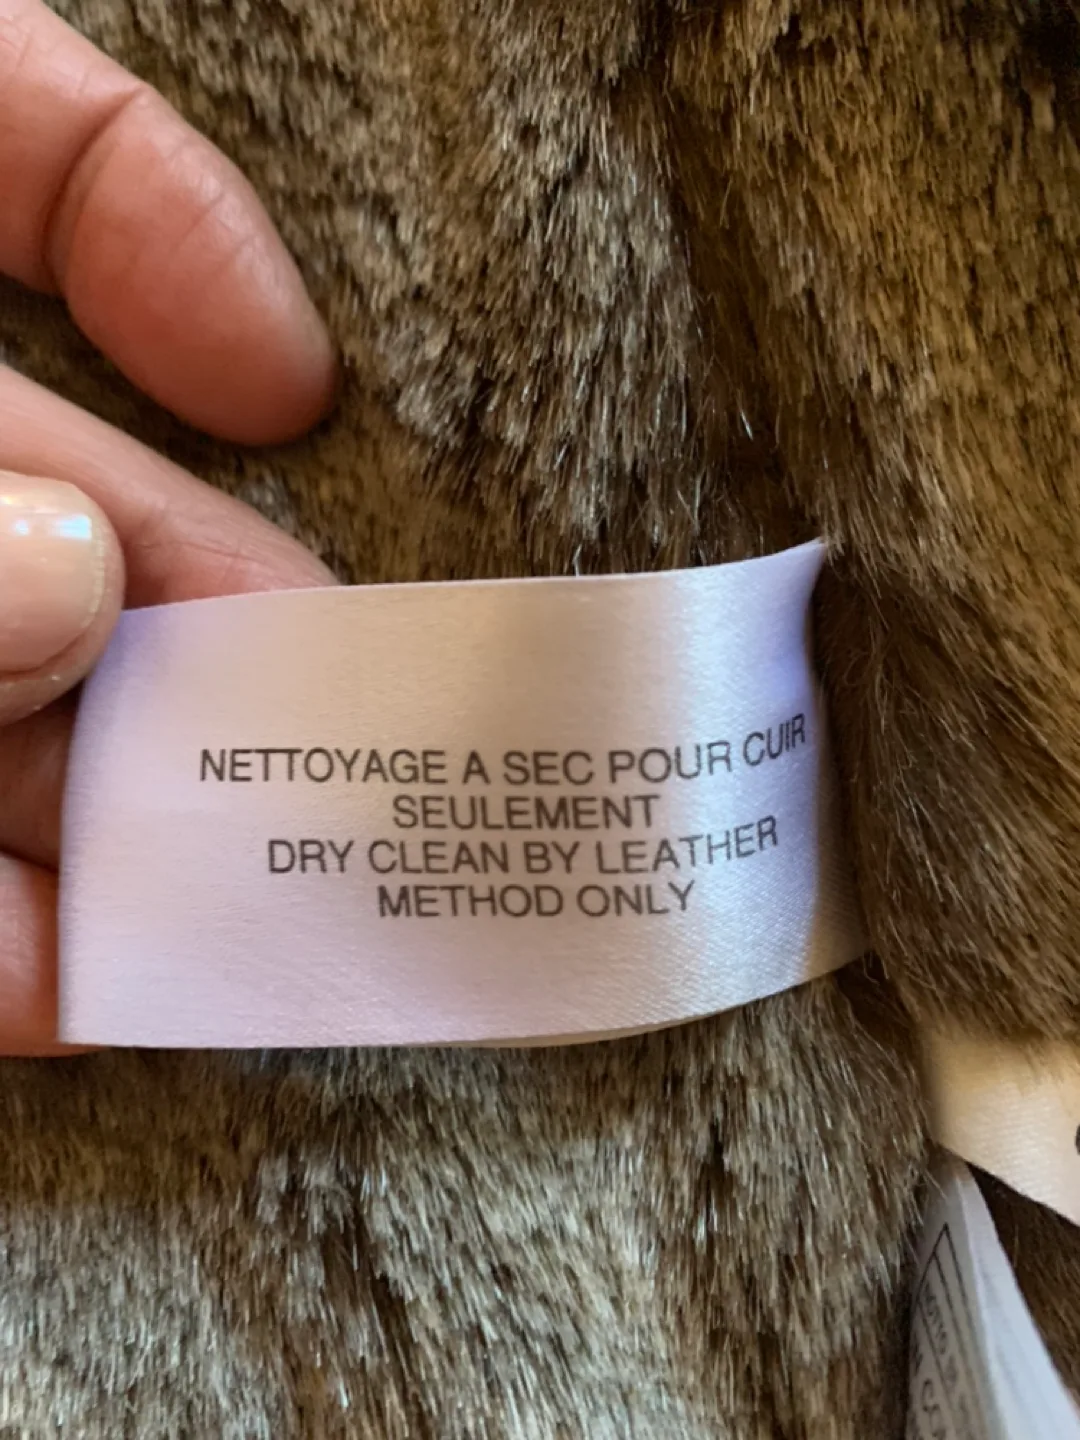 NETTOYAGE A SEC POUR CUIR
SEULEMENT
DRY CLEAN BY LEATHER
METHOD ONLY